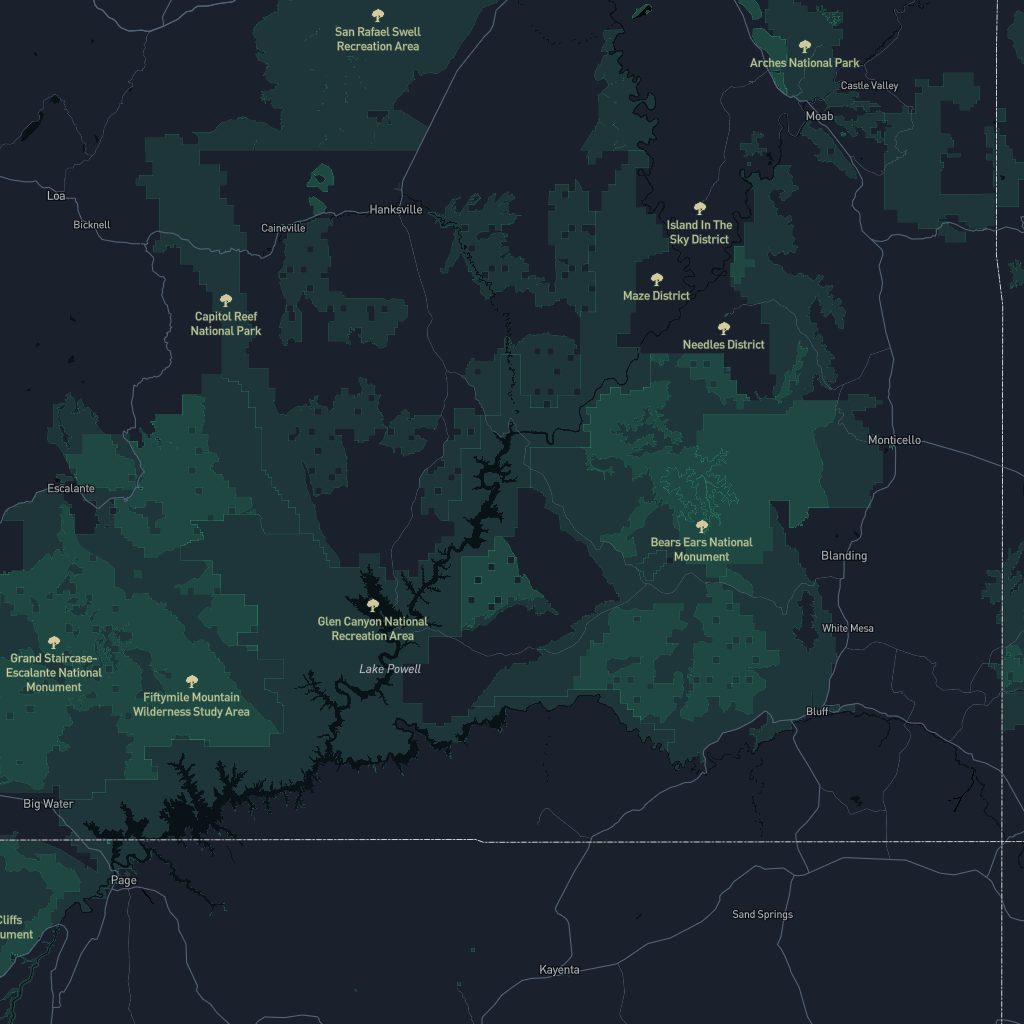 San Rafael Swell
Recreation Area
Arches National Park
Castle Valley
Moab
Loa
Bicknell
Hanksville
Caineville
Island In The
Sky District
Maze District
Capitol Reef
National Park
Needles District
Monticello
Escalante
Bears Ears National
Monument
Blanding
Glen Canyon National
Recreation Area
White Mesa
Grand Staircase-
Escalante National
Monument
Lake Powell
Fiftymile Mountain
Wilderness Study Area
Bluff
Big Water
Page
Cliffs
ument
Sand Springs
Kayenta